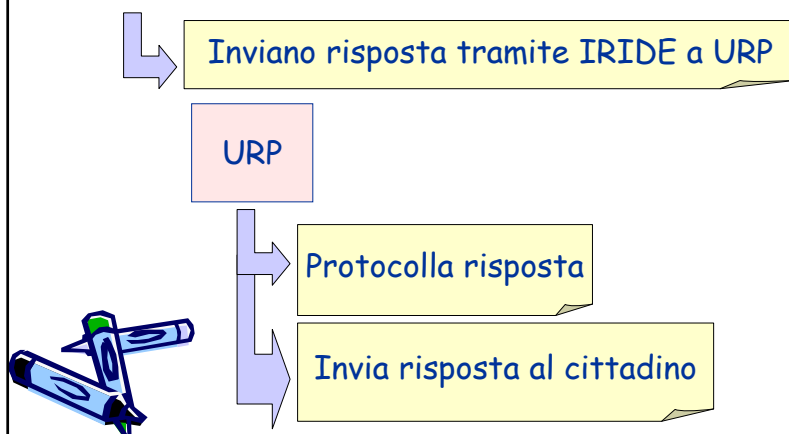 Inviano risposta tramite IRIDE a URP
URP
Protocolla risposta
Invia risposta al cittadino